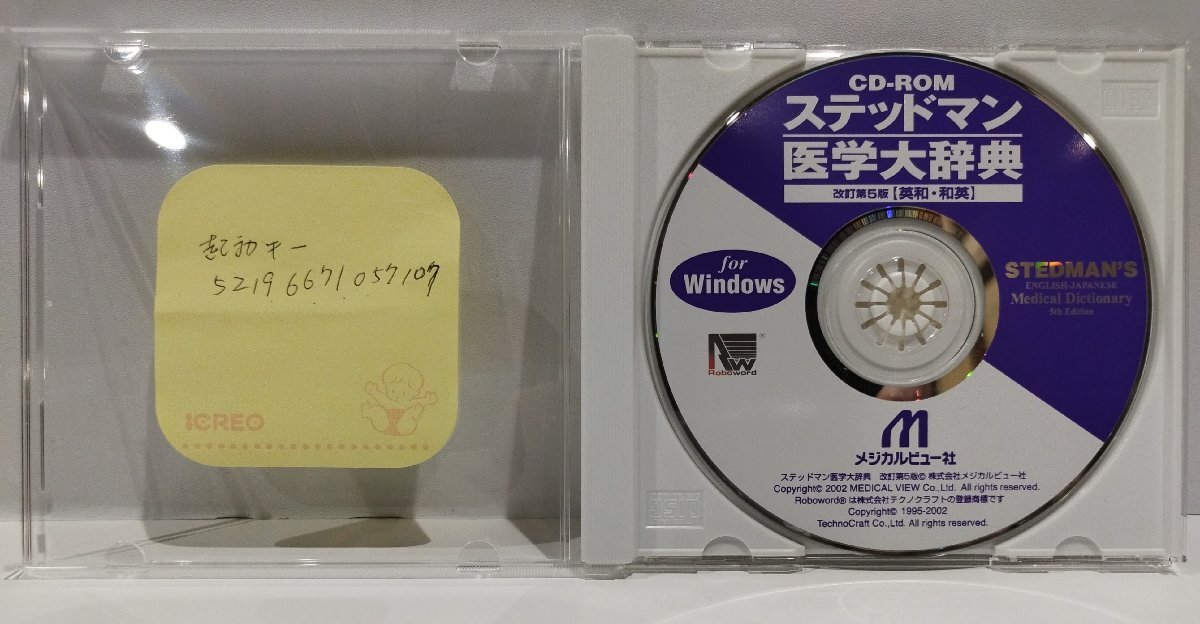 起動キー
5219 6671 057107
ICREO
CD-ROM
ステッドマン
医学大辞典
改訂第5版【英和・和英】
for
Windows
Roboword®
STEDMAN'S
ENGLISH-JAPANESE
Medical Dictionary
5th Edition
メジカルビュー社
ステッドマン医学大辞典 改訂第5版© 株式会社メジカルビュー社
Copyright© 2002 MEDICAL VIEW Co.,Ltd. All rights reserved.
Roboword® は株式会社テクノクラフトの登録商標です
Copyright© 1995-2002
TechnoCraft Co.,Ltd. All rights reserved.